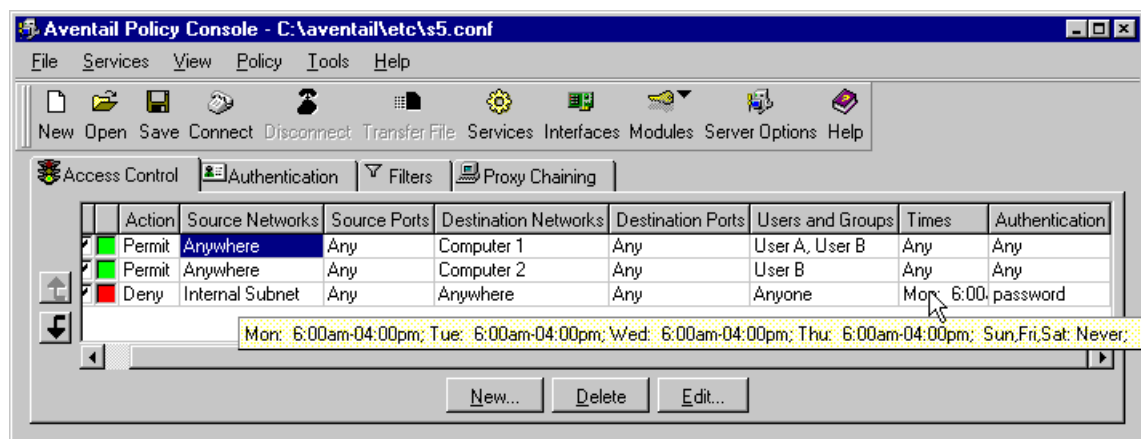 Aventail Policy Console - C:\aventail\etc\s5.conf
File Services View Policy Tools Help
New Open Save Connect Disconnect Transfer File Services Interfaces Modules Server Options Help
Access Control Authentication Filters Proxy Chaining
Action Source Networks Source Ports Destination Networks Destination Ports Users and Groups Times Authentication
Permit Anywhere Any Computer 1 Any User A, User B Any Any
Permit Anywhere Any Computer 2 Any User B Any Any
Deny Internal Subnet Any Anywhere Any Anyone Mon: 6:00 password
Mon: 6:00am-04:00pm; Tue: 6:00am-04:00pm; Wed: 6:00am-04:00pm; Thu: 6:00am-04:00pm; Sun,Fri,Sat: Never;
New... Delete Edit...